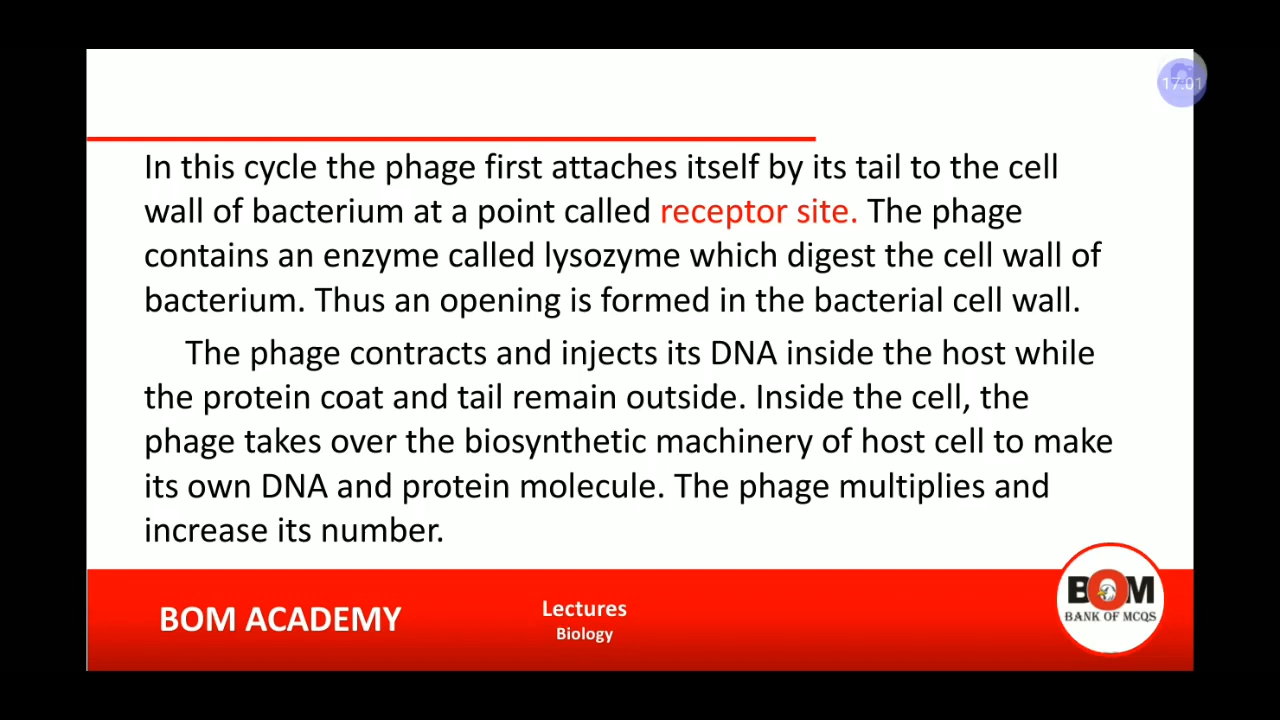 17:01
In this cycle the phage first attaches itself by its tail to the cell
wall of bacterium at a point called receptor site. The phage
contains an enzyme called lysozyme which digest the cell wall of
bacterium. Thus an opening is formed in the bacterial cell wall.
The phage contracts and injects its DNA inside the host while
the protein coat and tail remain outside. Inside the cell, the
phage takes over the biosynthetic machinery of host cell to make
its own DNA and protein molecule. The phage multiplies and
increase its number.
BOM ACADEMY
Lectures
Biology
BOM
BANK OF MCQS